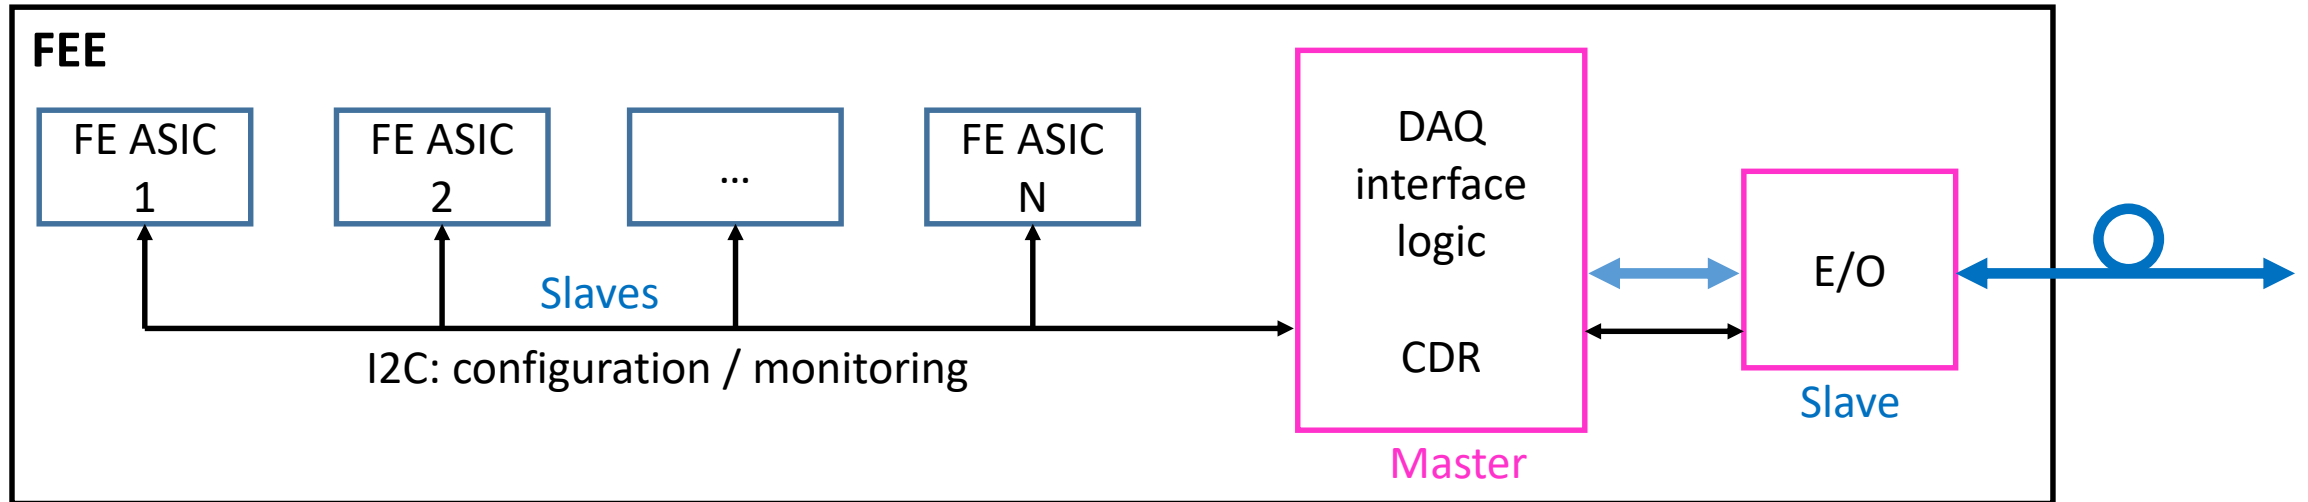 FEE
FE ASIC
1
FE ASIC
2
...
FE ASIC
N
Slaves
I2C: configuration / monitoring
DAQ
interface
logic
CDR
Master
E/O
Slave